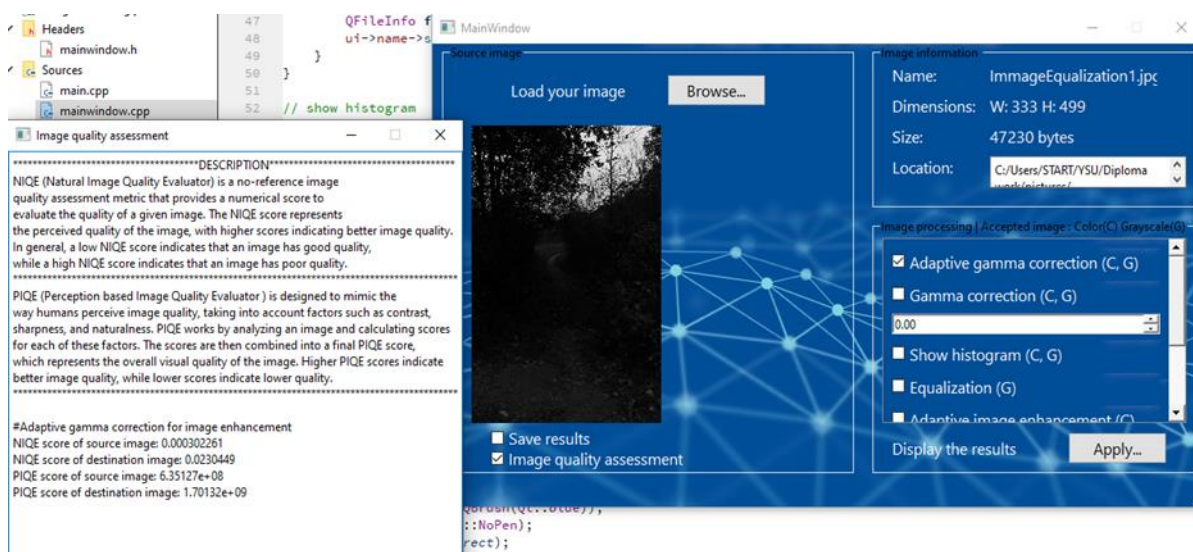 Headers
mainwindow.h
Sources
main.cpp
mainwindow.cpp
47 QFileInfo f
48 ui->name->s
49 }
50 }
51
52 // show histogram
Image quality assessment
**************************************DESCRIPTION**************************************
NIQE (Natural Image Quality Evaluator) is a no-reference image
quality assessment metric that provides a numerical score to
evaluate the quality of a given image. The NIQE score represents
the perceived quality of the image, with higher scores indicating better image quality.
In general, a low NIQE score indicates that an image has good quality,
while a high NIQE score indicates that an image has poor quality.
******************************************************************************************
PIQE (Perception based Image Quality Evaluator ) is designed to mimic the
way humans perceive image quality, taking into account factors such as contrast,
sharpness, and naturalness. PIQE works by analyzing an image and calculating scores
for each of these factors. The scores are then combined into a final PIQE score,
which represents the overall visual quality of the image. Higher PIQE scores indicate
better image quality, while lower scores indicate lower quality.
******************************************************************************************
#Adaptive gamma correction for image enhancement
NIQE score of source image: 0.000302261
NIQE score of destination image: 0.0230449
PIQE score of source image: 6.35127e+08
PIQE score of destination image: 1.70132e+09
MainWindow
Source image
Load your image Browse...
Save results
Image quality assessment
Image information
Name: ImmageEqualization1.jpg
Dimensions: W: 333 H: 499
Size: 47230 bytes
Location: C:/Users/START/YSU/Diploma
work/pictures/
Image processing | Accepted image : Color(C) Grayscale(G)
Adaptive gamma correction (C, G)
Gamma correction (C, G)
0.00
Show histogram (C, G)
Equalization (G)
Adaptive image enhancement (C)
Display the results Apply...
QBrush(Qt::blue));
::NoPen);
rect);